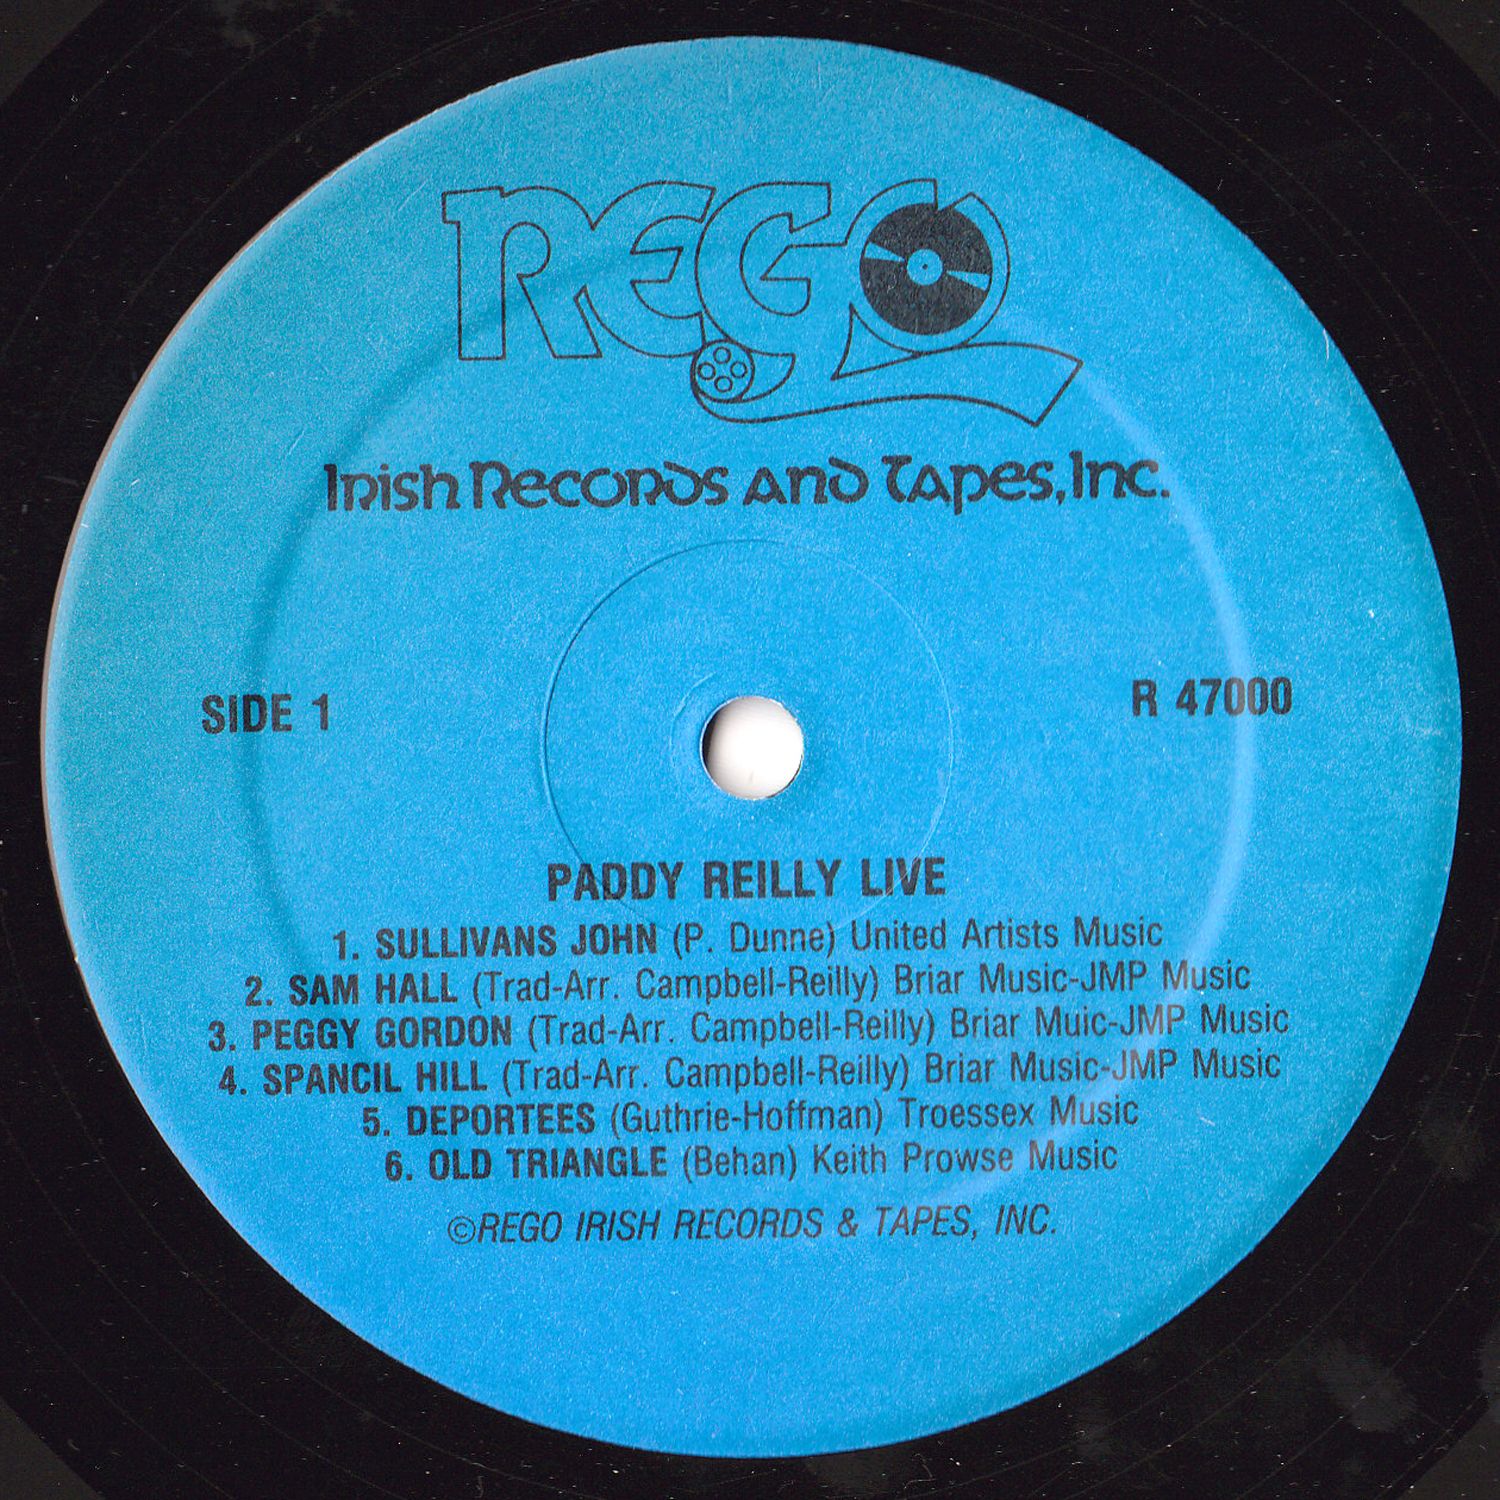 REGO
Irish Records and Tapes, Inc.
SIDE 1
R 47000
PADDY REILLY LIVE
1. SULLIVANS JOHN (P. Dunne) United Artists Music
2. SAM HALL (Trad-Arr. Campbell-Reilly) Briar Music-JMP Music
3. PEGGY GORDON (Trad-Arr. Campbell-Reilly) Briar Muic-JMP Music
4. SPANCIL HILL (Trad-Arr. Campbell-Reilly) Briar Music-JMP Music
5. DEPORTEES (Guthrie-Hoffman) Troessex Music
6. OLD TRIANGLE (Behan) Keith Prowse Music
©REGO IRISH RECORDS & TAPES, INC.